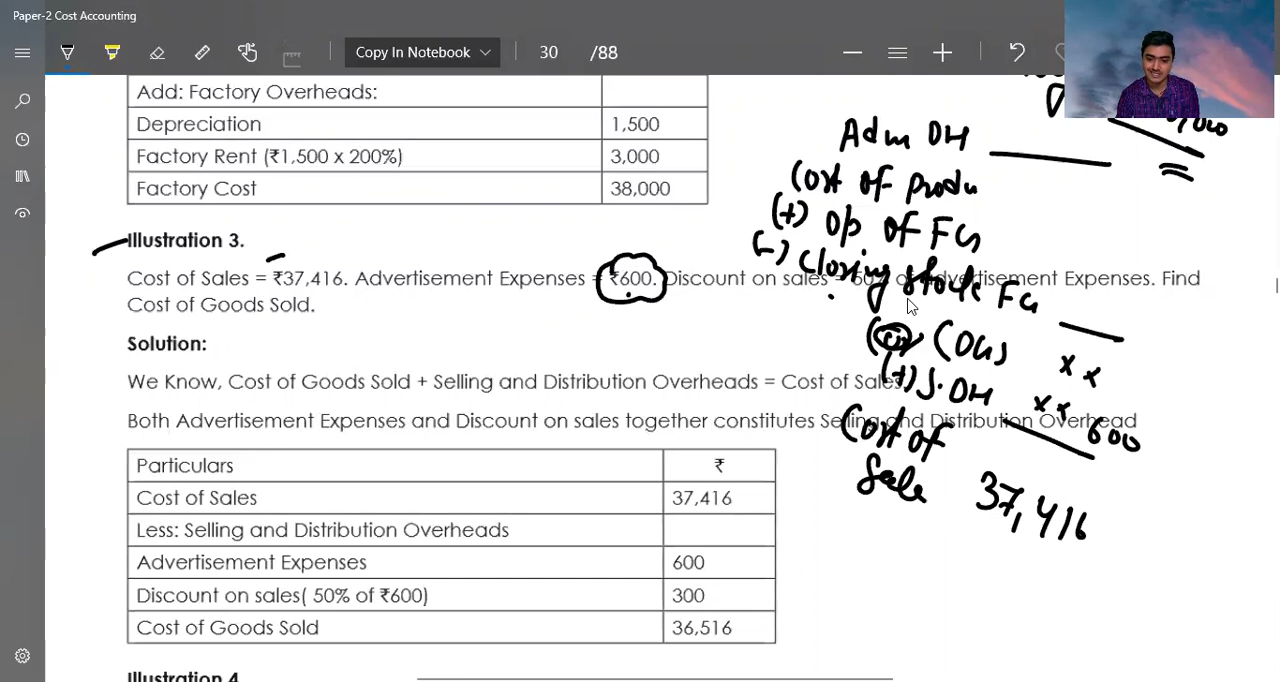 Paper-2 Cost Accounting
Copy In Notebook 30 /88
Add: Factory Overheads:
Depreciation 1,500
Factory Rent (₹1,500 x 200%) 3,000
Factory Cost 38,000
Adm OH
Cost of produ
(+) op of FG
(-) closing stock FG
COGS x x
(+) S.OH x x 600
Cost of
Sale 37,416
Illustration 3.
Cost of Sales = ₹37,416. Advertisement Expenses = ₹600. Discount on sales = 50% of Advertisement Expenses. Find
Cost of Goods Sold.
Solution:
We Know, Cost of Goods Sold + Selling and Distribution Overheads = Cost of Sales.
Both Advertisement Expenses and Discount on sales together constitutes Selling and Distribution Overhead
Particulars ₹
Cost of Sales 37,416
Less: Selling and Distribution Overheads
Advertisement Expenses 600
Discount on sales( 50% of ₹600) 300
Cost of Goods Sold 36,516
Illustration 4